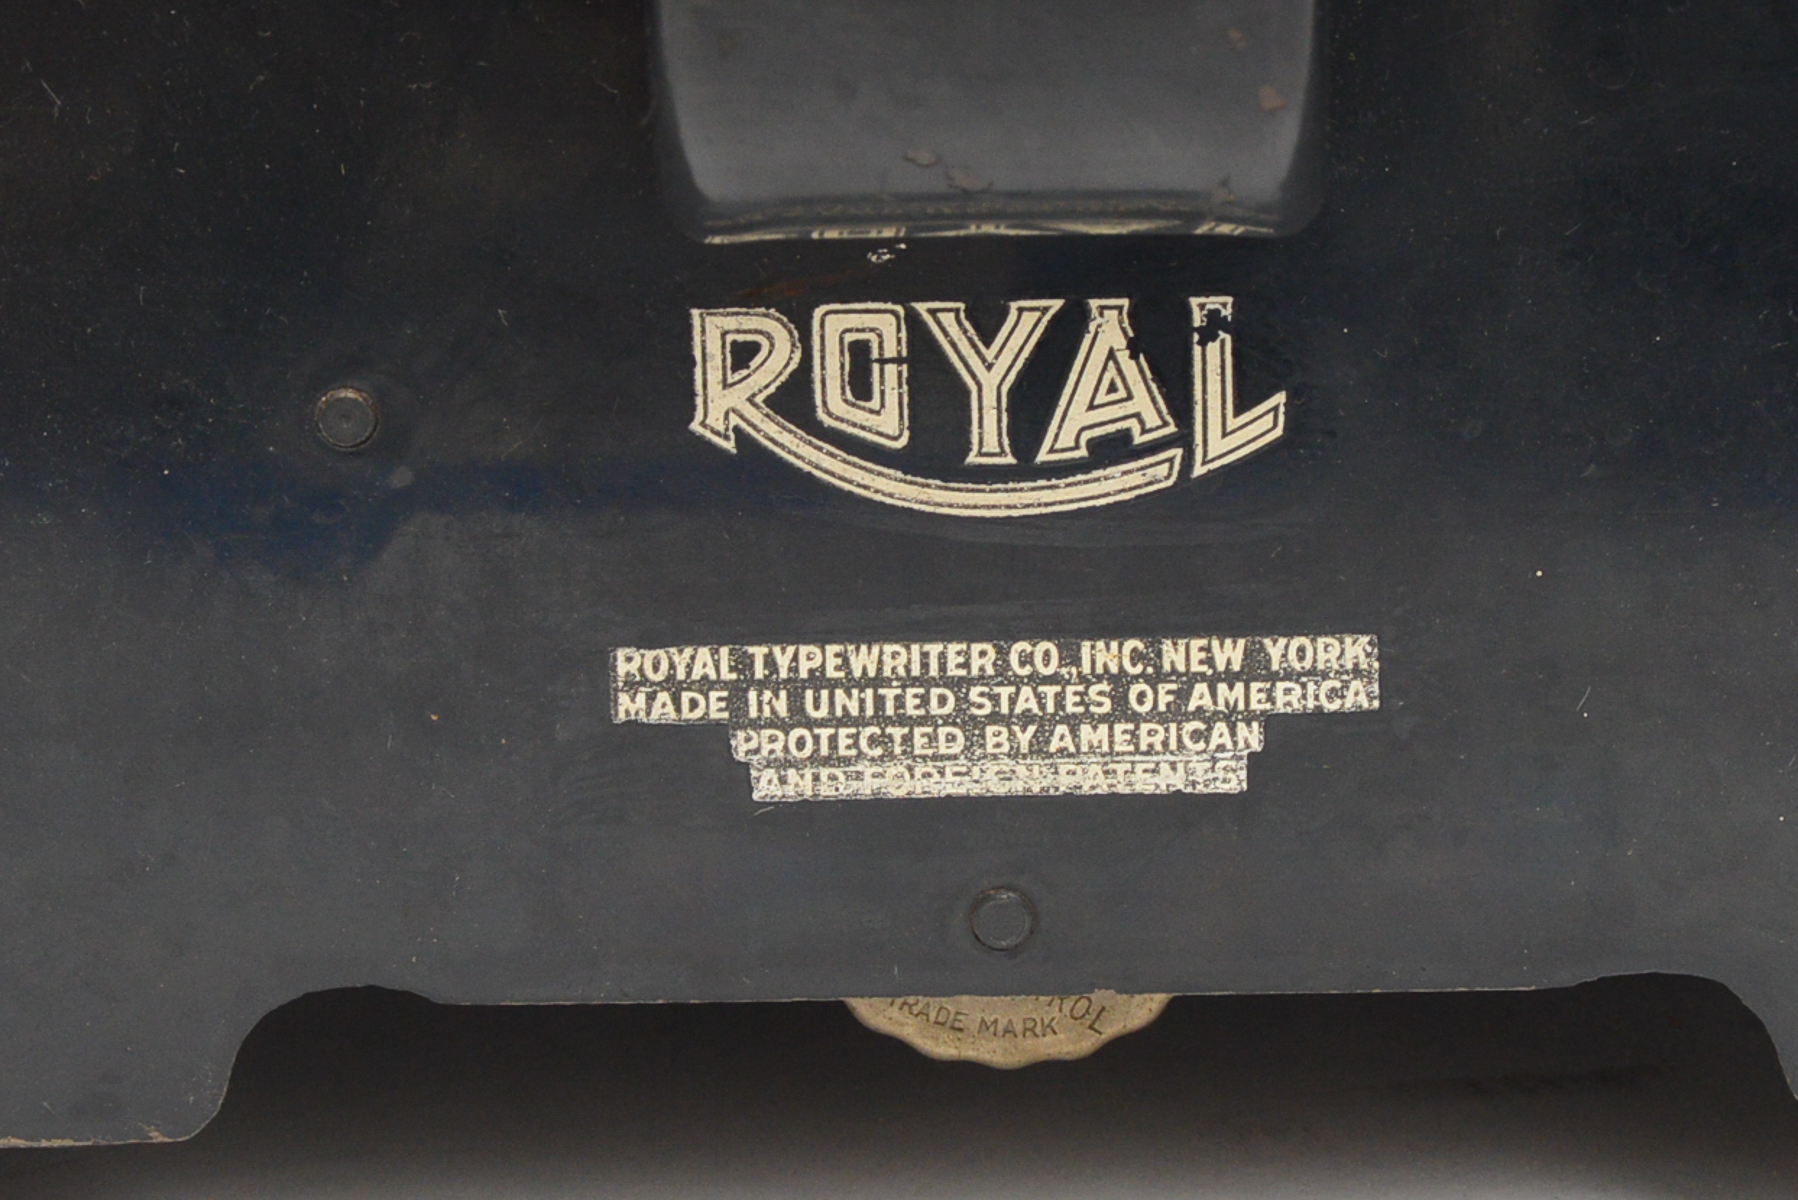 ROYAL
ROYAL TYPEWRITER CO., INC. NEW YORK.
MADE IN UNITED STATES OF AMERICA
PROTECTED BY AMERICAN
AND FOREIGN PATENTS
TRADE MARK